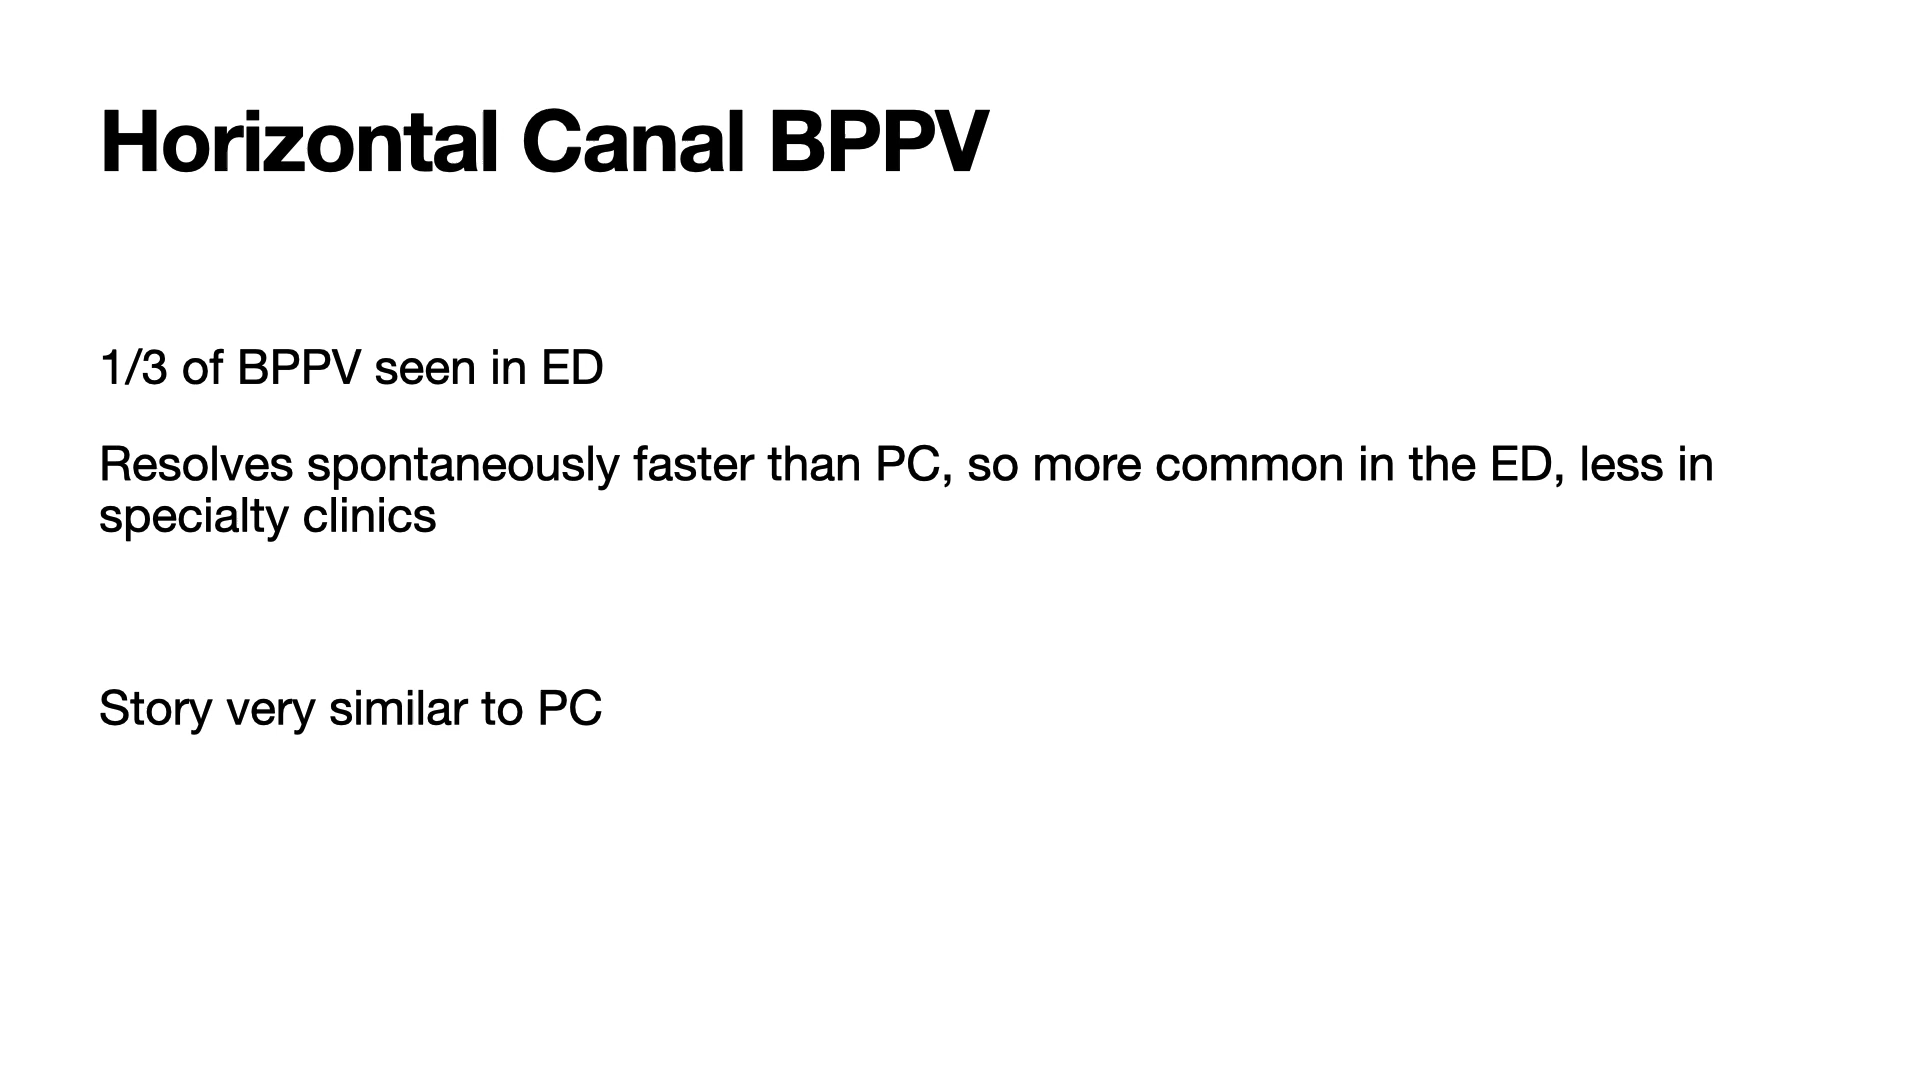 Horizontal Canal BPPV
1/3 of BPPV seen in ED
Resolves spontaneously faster than PC, so more common in the ED, less in
specialty clinics
Story very similar to PC